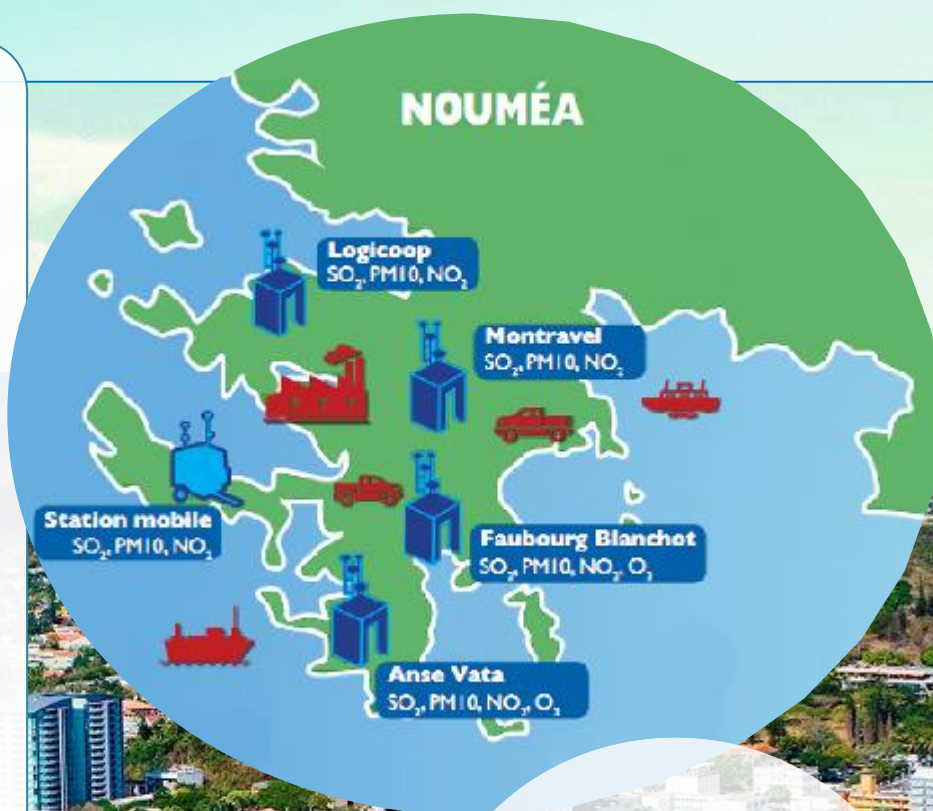 NOUMÉA
Logicoop
SO₂, PM10, NO₂
Montravel
SO₂, PM10, NO₂
Station mobile
SO₂, PM10, NO₂
Faubourg Blanchot
SO₂, PM10, NO₂, O₃
Anse Vata
SO₂, PM10, NO₂, O₃